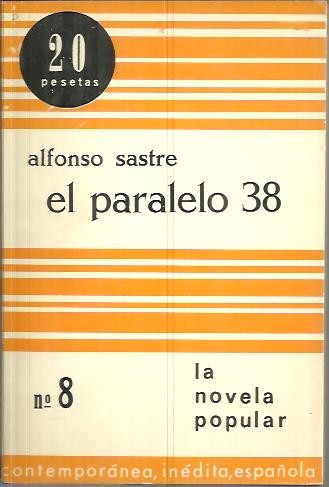 20
pesetas
alfonso sastre
el paralelo 38
nº 8
la
novela
popular
contemporánea, inédita, española